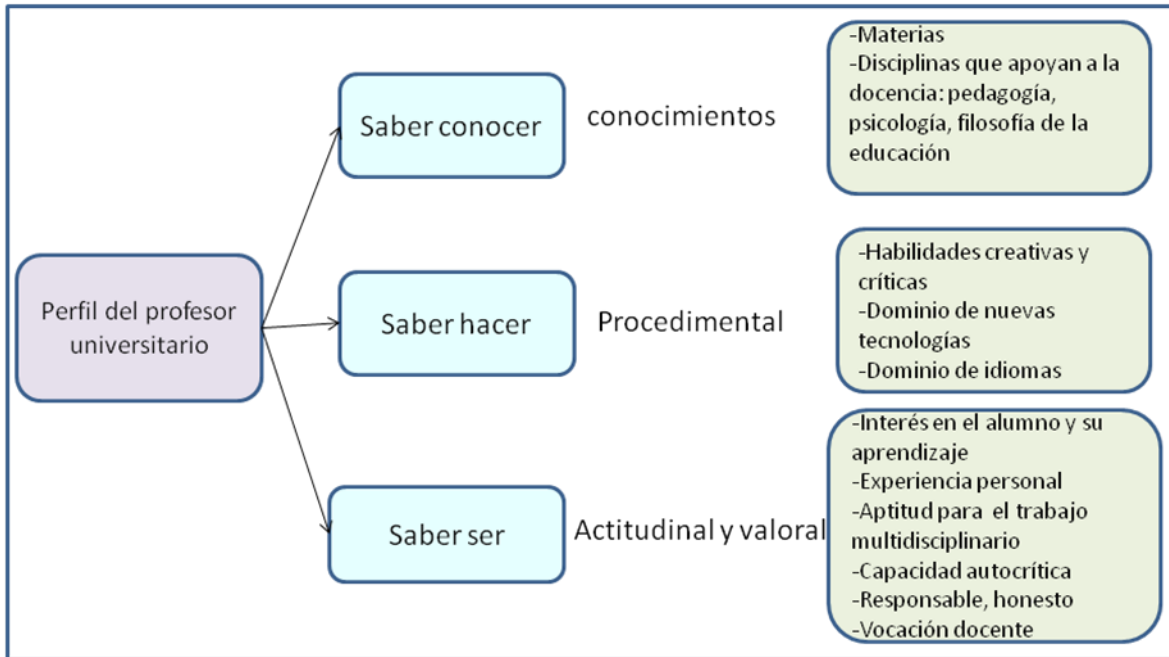 Perfil del profesor
universitario
Saber conocer
conocimientos
-Materias
-Disciplinas que apoyan a la
docencia: pedagogía,
psicología, filosofía de la
educación
Saber hacer
Procedimental
-Habilidades creativas y
críticas
-Dominio de nuevas
tecnologías
-Dominio de idiomas
Saber ser
Actitudinal y valoral
-Interés en el alumno y su
aprendizaje
-Experiencia personal
-Aptitud para el trabajo
multidisciplinario
-Capacidad autocrítica
-Responsable, honesto
-Vocación docente